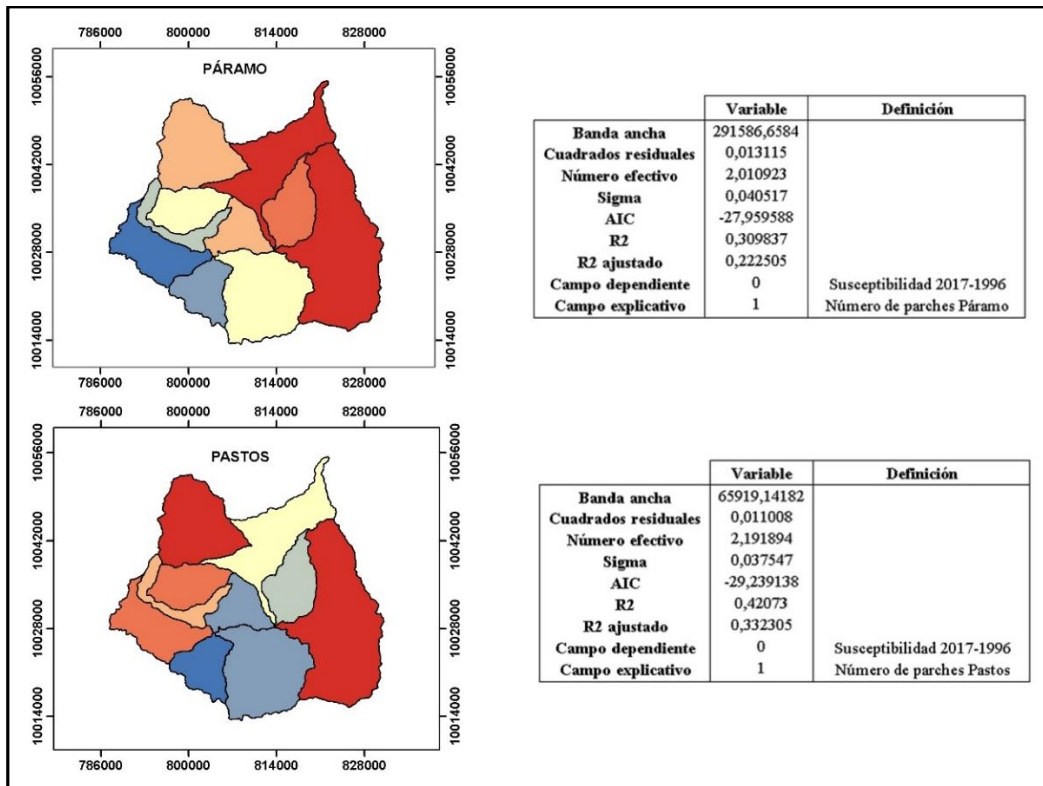 786000 800000 814000 828000
PÁRAMO
10056000 10056000
10042000 10042000
10028000 10028000
10014000 10014000
786000 800000 814000 828000
Variable Definición
Banda ancha 291586,6584
Cuadrados residuales 0,013115
Número efectivo 2,010923
Sigma 0,040517
AIC -27,959588
R2 0,309837
R2 ajustado 0,222505
Campo dependiente 0 Susceptibilidad 2017-1996
Campo explicativo 1 Número de parches Páramo
786000 800000 814000 828000
PASTOS
10056000 10056000
10042000 10042000
10028000 10028000
10014000 10014000
786000 800000 814000 828000
Variable Definición
Banda ancha 65919,14182
Cuadrados residuales 0,011008
Número efectivo 2,191894
Sigma 0,037547
AIC -29,239138
R2 0,42073
R2 ajustado 0,332305
Campo dependiente 0 Susceptibilidad 2017-1996
Campo explicativo 1 Número de parches Pastos